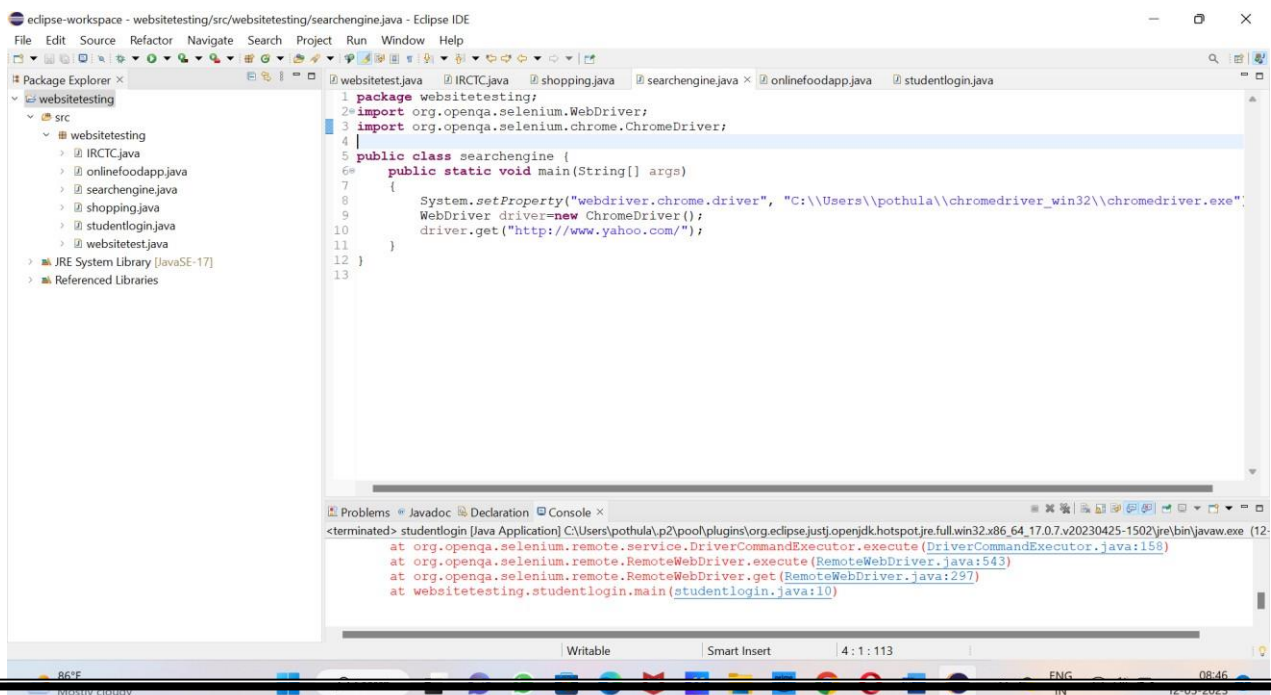 eclipse-workspace - websitetesting/src/websitetesting/searchengine.java - Eclipse IDE
File Edit Source Refactor Navigate Search Project Run Window Help
Package Explorer
websitetesting
src
websitetesting
IRCTC.java
onlinefoodapp.java
searchengine.java
shopping.java
studentlogin.java
websitetest.java
JRE System Library [JavaSE-17]
Referenced Libraries
websitetest.java IRCTC.java shopping.java searchengine.java onlinefoodapp.java studentlogin.java
1 package websitetesting;
2 import org.openqa.selenium.WebDriver;
3 import org.openqa.selenium.chrome.ChromeDriver;
4
5 public class searchengine {
6 public static void main(String[] args)
7 {
8 System.setProperty("webdriver.chrome.driver", "C:\\Users\\pothula\\chromedriver_win32\\chromedriver.exe")
9 WebDriver driver=new ChromeDriver();
10 driver.get("http://www.yahoo.com/");
11 }
12 }
13
Problems Javadoc Declaration Console
<terminated> studentlogin [Java Application] C:\Users\pothula\.p2\pool\plugins\org.eclipse.justj.openjdk.hotspot.jre.full.win32.x86_64_17.0.7.v20230425-1502\jre\bin\javaw.exe (12-
at org.openqa.selenium.remote.service.DriverCommandExecutor.execute(DriverCommandExecutor.java:158)
at org.openqa.selenium.remote.RemoteWebDriver.execute(RemoteWebDriver.java:543)
at org.openqa.selenium.remote.RemoteWebDriver.get(RemoteWebDriver.java:297)
at websitetesting.studentlogin.main(studentlogin.java:10)
Writable Smart Insert 4 : 1 : 113
86°F ENG 08:46
Mostly cloudy IN 12-05-2023